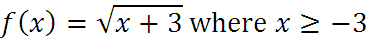 f(x) = √(x + 3) where x ≥ −3